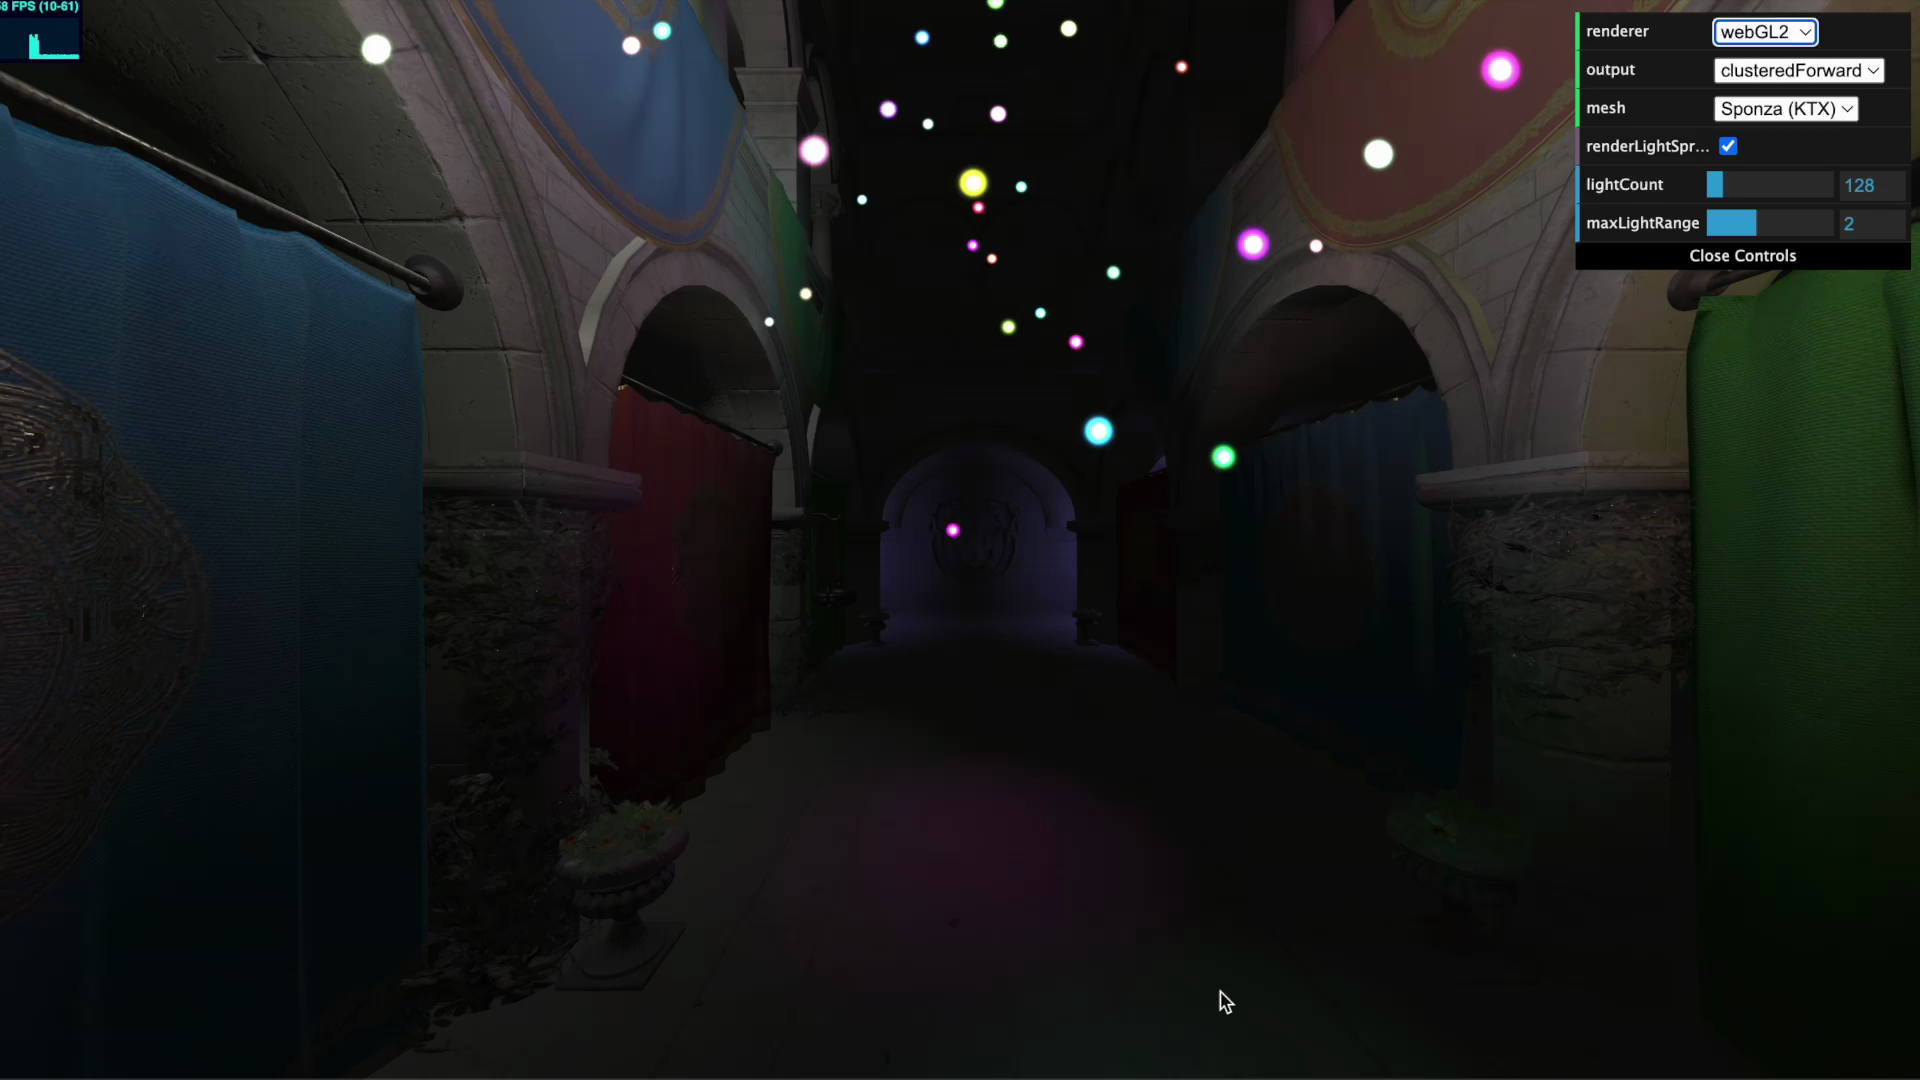 8 FPS (10-61)
renderer webGL2
output clusteredForward
mesh Sponza (KTX)
renderLightSpr...
lightCount 128
maxLightRange 2
Close Controls